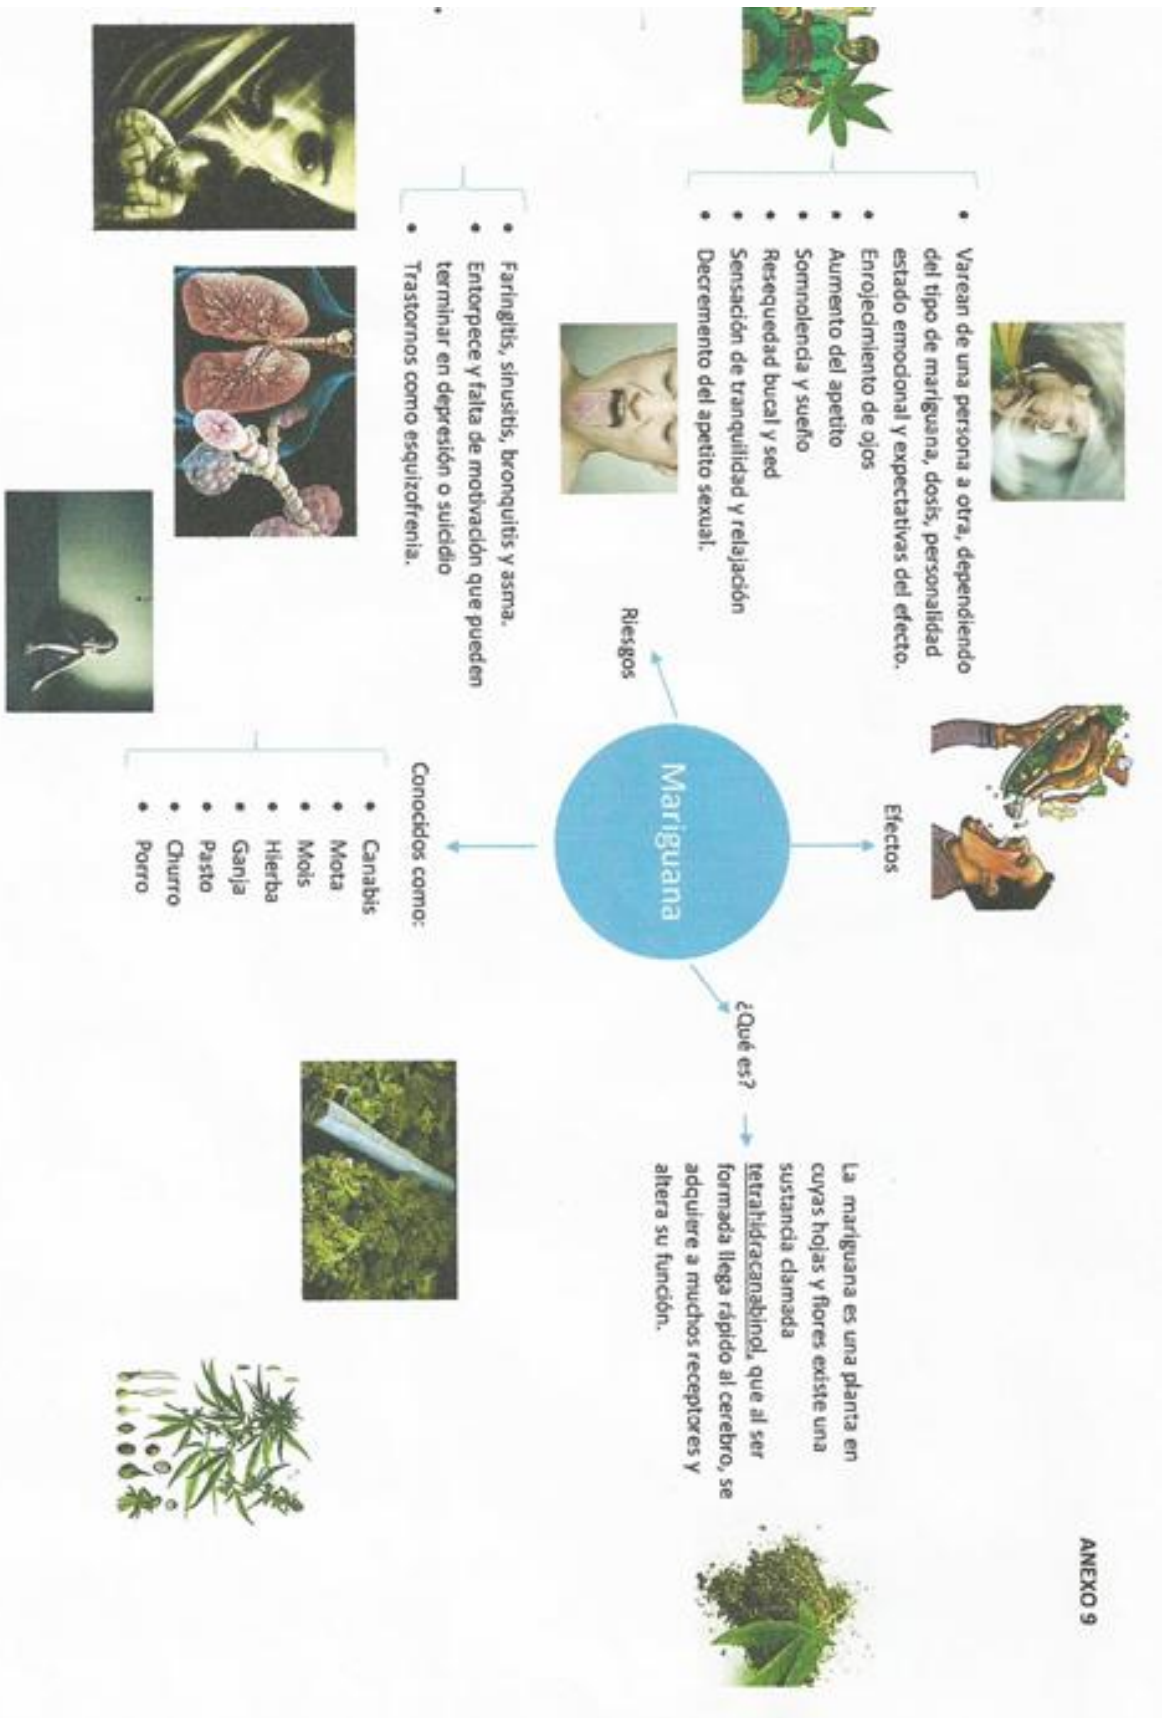 ANEXO 9
Efectos
Varean de una persona a otra, dependiendo
del tipo de mariguana, dosis, personalidad
estado emocional y expectativas del efecto.
Enrojecimiento de ojos
Aumento del apetito
Somnolencia y sueño
Resequedad bucal y sed
Sensación de tranquilidad y relajación
Decremento del apetito sexual.
¿Qué es?
La mariguana es una planta en
cuyas hojas y flores existe una
sustancia clamada
tetrahidracanabinol, que al ser
formada llega rápido al cerebro, se
adquiere a muchos receptores y
altera su función.
Mariguana
Riesgos
Faringitis, sinusitis, bronquitis y asma.
Entorpece y falta de motivación que pueden
terminar en depresión o suicidio
Trastornos como esquizofrenia.
Conocidos como:
Canabis
Mota
Mois
Hierba
Ganja
Pasto
Churro
Porro